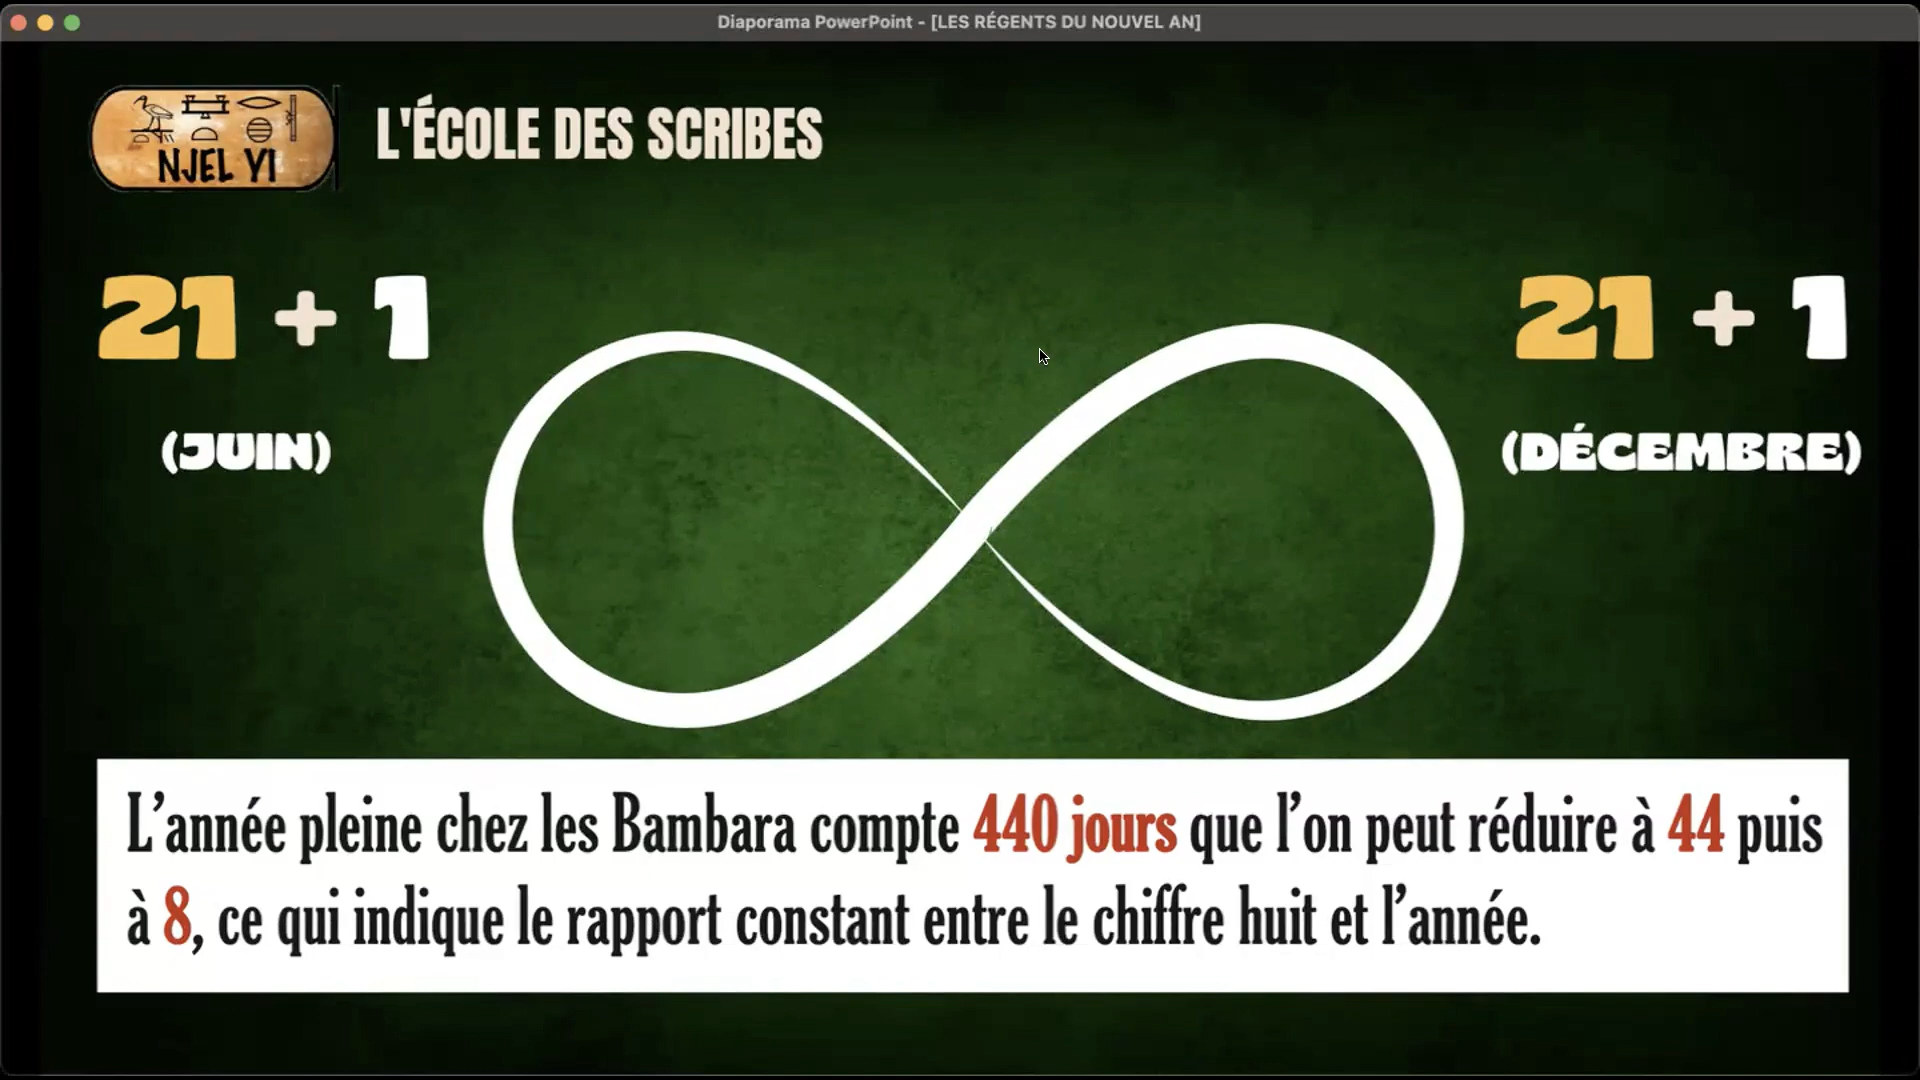 Diaporama PowerPoint - [LES RÉGENTS DU NOUVEL AN]
NJEL YI
L'ÉCOLE DES SCRIBES
21 + 1
(JUIN)
21 + 1
(DÉCEMBRE)
L’année pleine chez les Bambara compte 440 jours que l’on peut réduire à 44 puis
à 8, ce qui indique le rapport constant entre le chiffre huit et l’année.